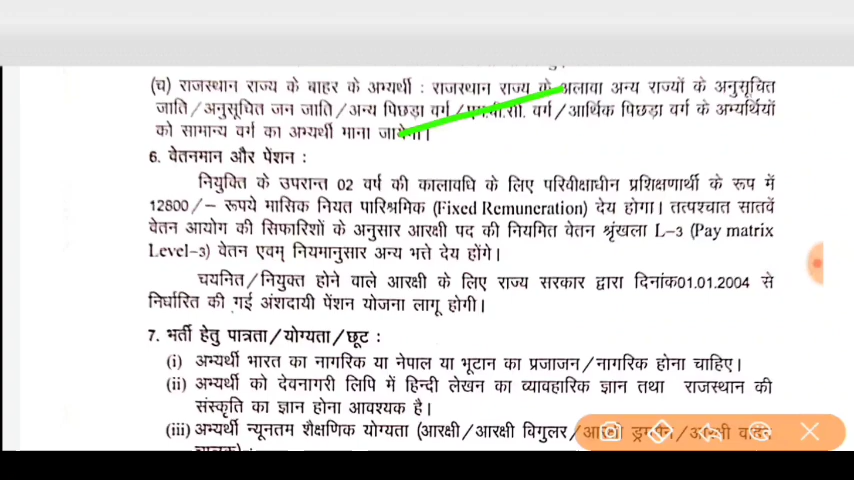 (च) राजस्थान राज्य के बाहर के अभ्यर्थी : राजस्थान राज्य के अलावा अन्य राज्यों के अनुसूचित
जाति/अनुसूचित जन जाति/अन्य पिछड़ा वर्ग/एम.बी.सी. वर्ग/आर्थिक पिछड़ा वर्ग के अभ्यर्थियों
को सामान्य वर्ग का अभ्यर्थी माना जायेगा।
6. वेतनमान और पेंशन :
नियुक्ति के उपरान्त 02 वर्ष की कालावधि के लिए परिवीक्षाधीन प्रशिक्षणार्थी के रूप में
12800/– रूपये मासिक नियत पारिश्रमिक (Fixed Remuneration) देय होगा। तत्पश्चात सातवें
वेतन आयोग की सिफारिशों के अनुसार आरक्षी पद की नियमित वेतन श्रृंखला L-3 (Pay matrix
Level-3) वेतन एवम् नियमानुसार अन्य भत्ते देय होंगे।
चयनित/नियुक्त होने वाले आरक्षी के लिए राज्य सरकार द्वारा दिनांक01.01.2004 से
निर्धारित की गई अंशदायी पेंशन योजना लागू होगी।
7. भर्ती हेतु पात्रता/योग्यता/छूट :
(i) अभ्यर्थी भारत का नागरिक या नेपाल या भूटान का प्रजाजन/नागरिक होना चाहिए।
(ii) अभ्यर्थी को देवनागरी लिपि में हिन्दी लेखन का व्यावहारिक ज्ञान तथा राजस्थान की
संस्कृति का ज्ञान होना आवश्यक है।
(iii) अभ्यर्थी न्यूनतम शैक्षणिक योग्यता (आरक्षी/आरक्षी विगुलर/